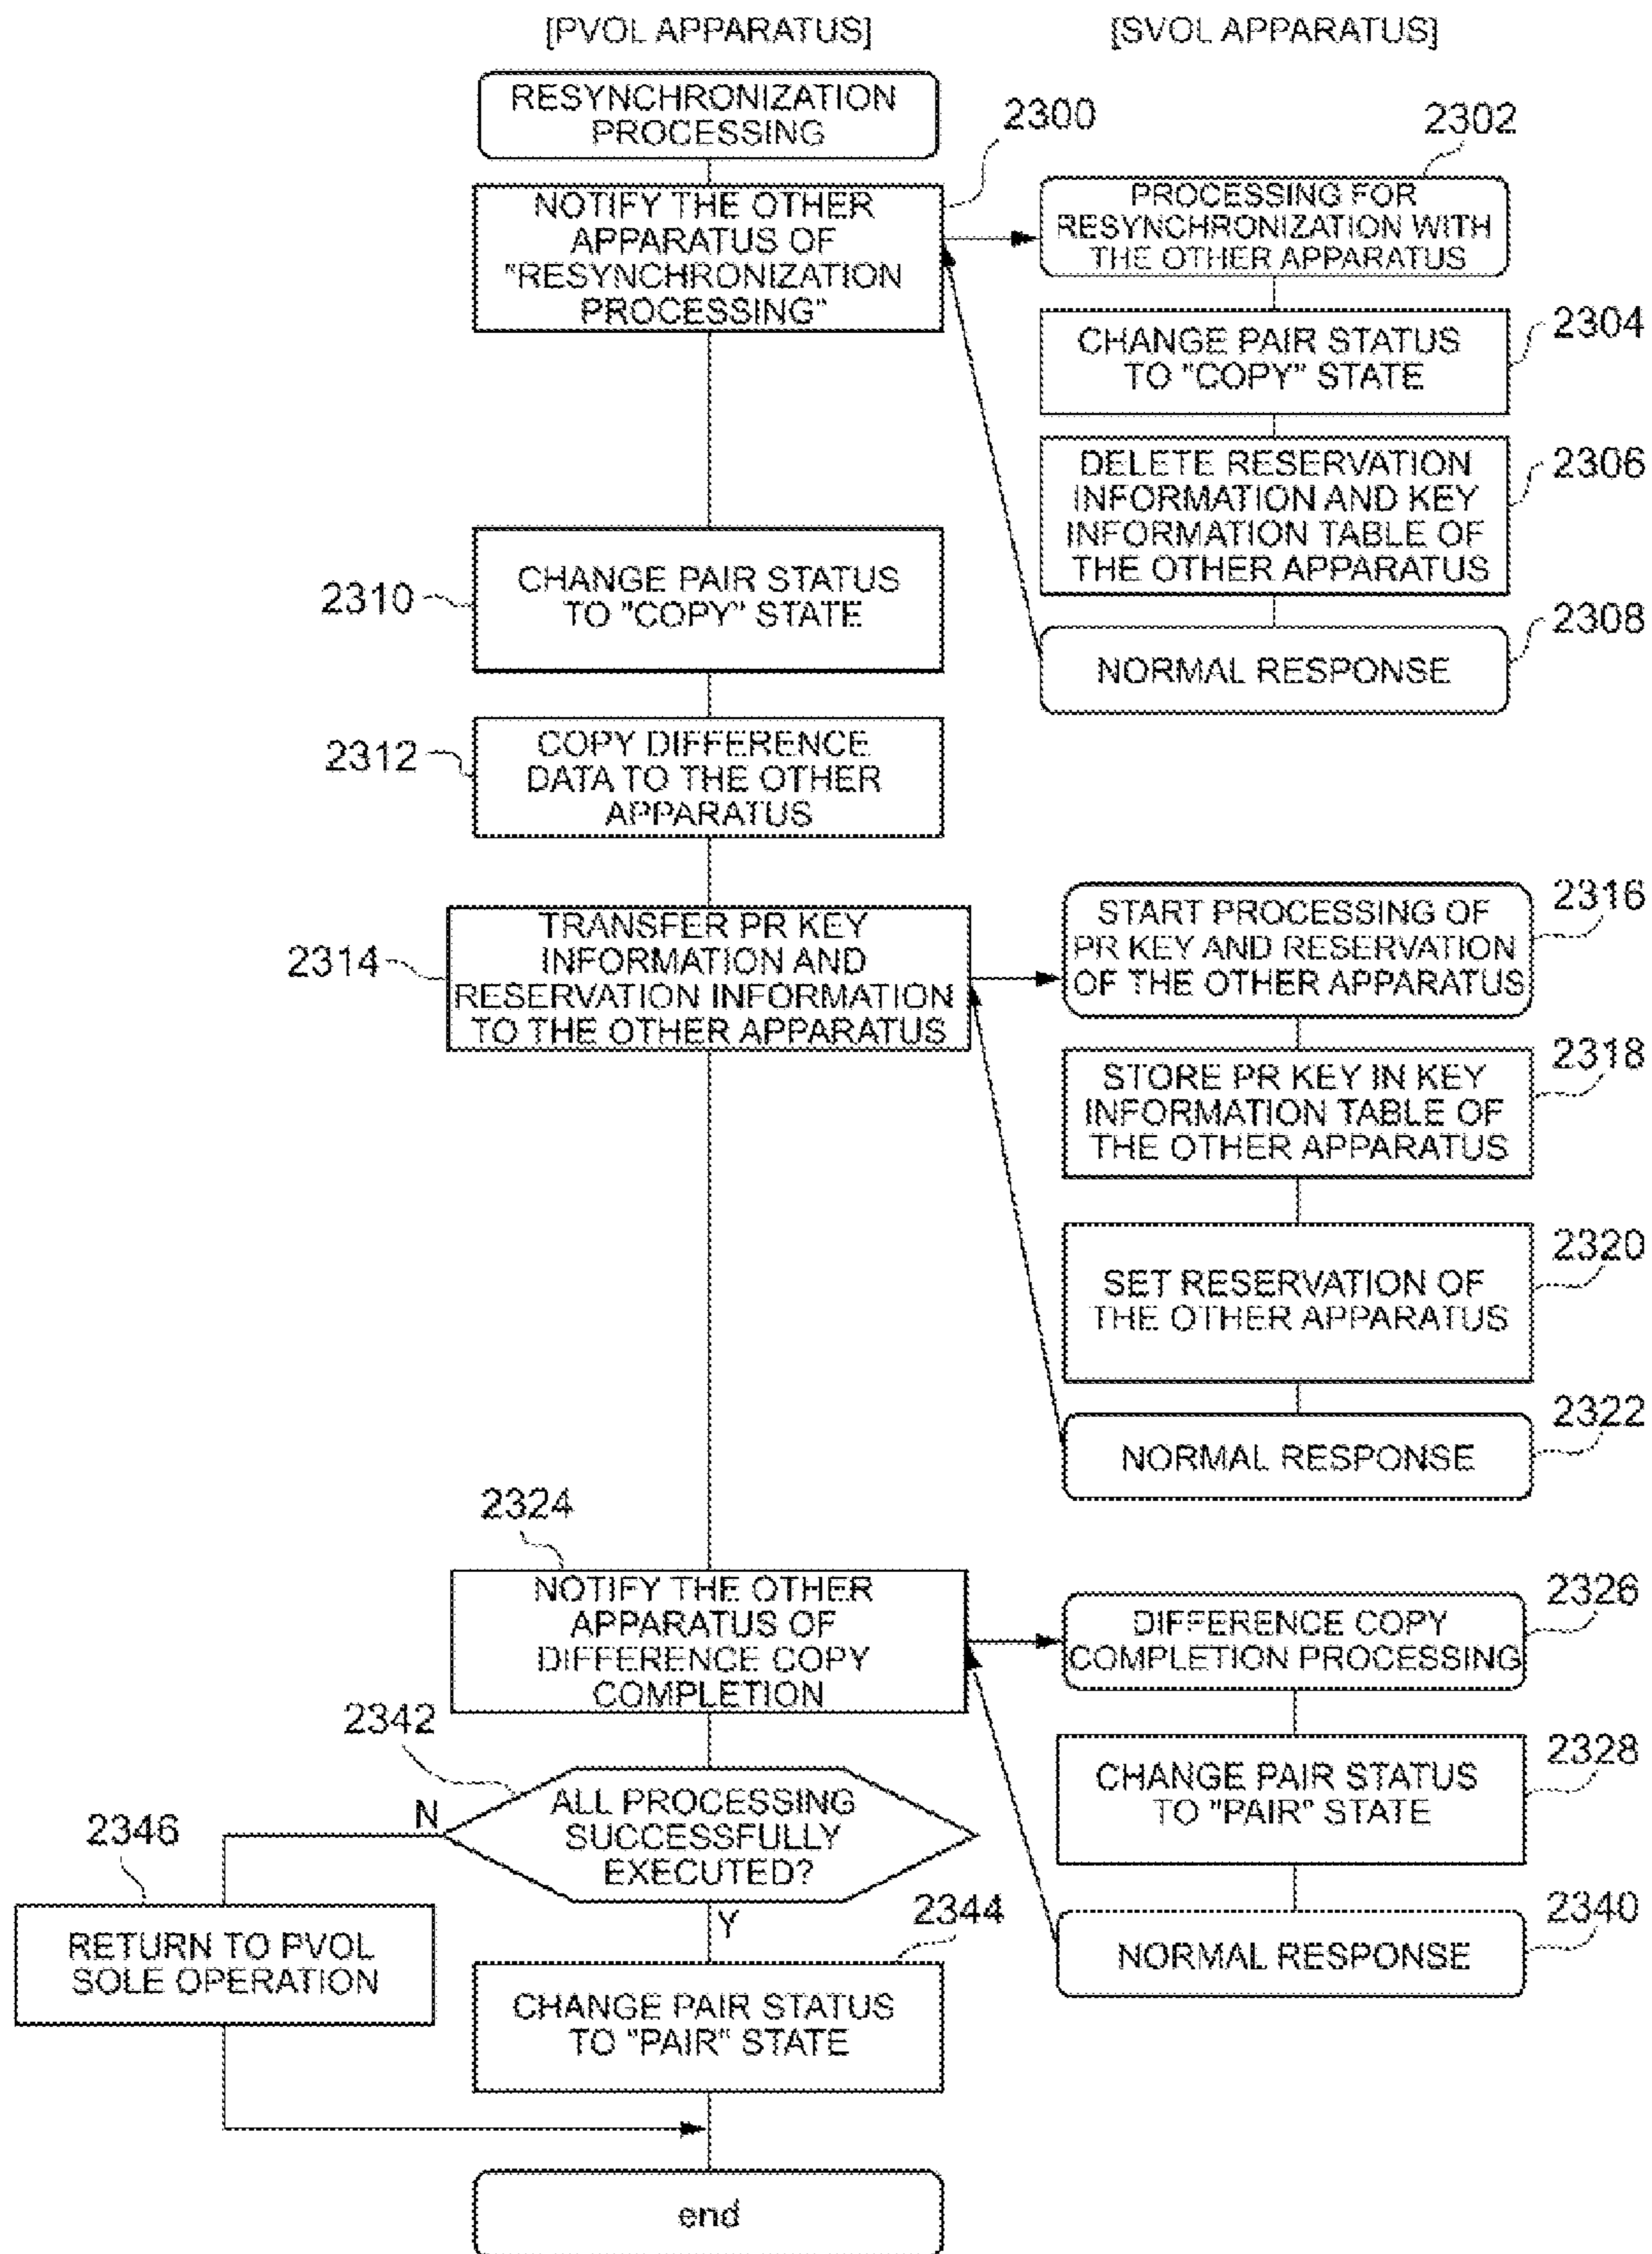 [PVOL APPARATUS]
[SVOL APPARATUS]
RESYNCHRONIZATION
PROCESSING
2300
NOTIFY THE OTHER
APPARATUS OF
"RESYNCHRONIZATION
PROCESSING"
2302
PROCESSING FOR
RESYNCHRONIZATION WITH
THE OTHER APPARATUS
2304
CHANGE PAIR STATUS
TO "COPY" STATE
2306
DELETE RESERVATION
INFORMATION AND KEY
INFORMATION TABLE OF
THE OTHER APPARATUS
2308
NORMAL RESPONSE
2310
CHANGE PAIR STATUS
TO "COPY" STATE
2312
COPY DIFFERENCE
DATA TO THE OTHER
APPARATUS
2314
TRANSFER PR KEY
INFORMATION AND
RESERVATION INFORMATION
TO THE OTHER APPARATUS
2316
START PROCESSING OF
PR KEY AND RESERVATION
OF THE OTHER APPARATUS
2318
STORE PR KEY IN KEY
INFORMATION TABLE OF
THE OTHER APPARATUS
2320
SET RESERVATION OF
THE OTHER APPARATUS
2322
NORMAL RESPONSE
2324
NOTIFY THE OTHER
APPARATUS OF
DIFFERENCE COPY
COMPLETION
2326
DIFFERENCE COPY
COMPLETION PROCESSING
2328
CHANGE PAIR STATUS
TO "PAIR" STATE
2340
NORMAL RESPONSE
2342
ALL PROCESSING
SUCCESSFULLY
EXECUTED?
N
Y
2346
RETURN TO PVOL
SOLE OPERATION
2344
CHANGE PAIR STATUS
TO "PAIR" STATE
end